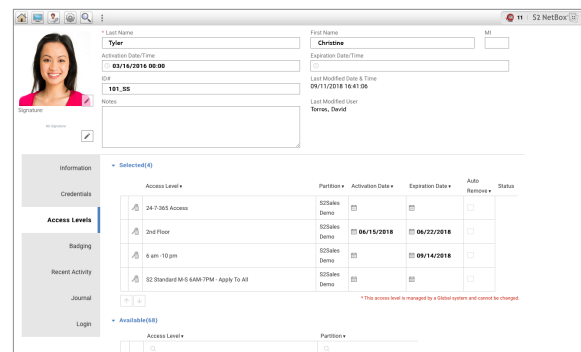 11 S2 NetBox
* Last Name First Name MI
Tyler Christine
Activation Date/Time Expiration Date/Time
03/16/2016 00:00
ID# Last Modified Date & Time
101_SS 09/11/2018 16:41:06
Notes Last Modified User
Torros, David
Signature
No Signature
Information
Credentials
Access Levels
Badging
Recent Activity
Journal
Login
Selected(4)
Access Level Partition Activation Date Expiration Date Auto Remove Status
24-7-365 Access S2Sales Demo
2nd Floor S2Sales Demo 06/15/2018 06/22/2018
6 am -10 pm S2Sales Demo 09/14/2018
S2 Standard M-S 6AM-7PM - Apply To All S2Sales Demo
* This access level is managed by a Global system and cannot be changed.
Available(68)
Access Level Partition